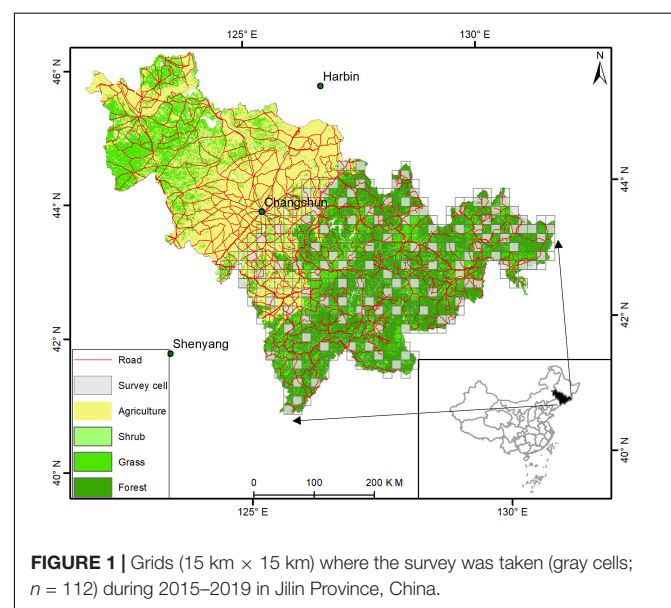 125° E
130° E
N
46° N
Harbin
44° N
44° N
Changshun
42° N
42° N
Shenyang
Road
Survey cell
Agriculture
Shrub
Grass
Forest
40° N
40° N
0 100 200 K M
125° E
130° E
FIGURE 1 | Grids (15 km × 15 km) where the survey was taken (gray cells;
n = 112) during 2015–2019 in Jilin Province, China.